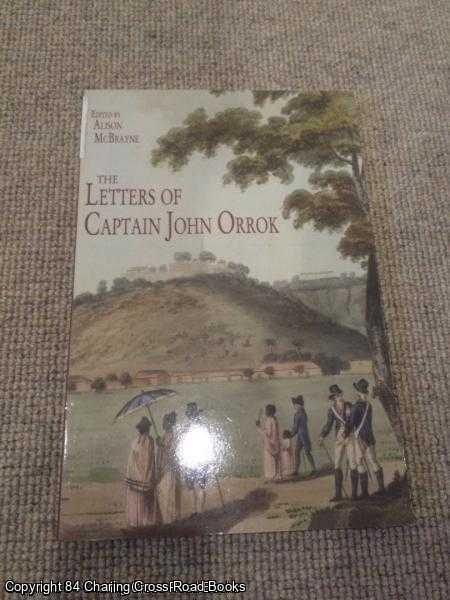 EDITED BY
ALISON
MCBRAYNE
THE
LETTERS OF
CAPTAIN JOHN ORROK
Copyright 84 Charing Cross Road Books